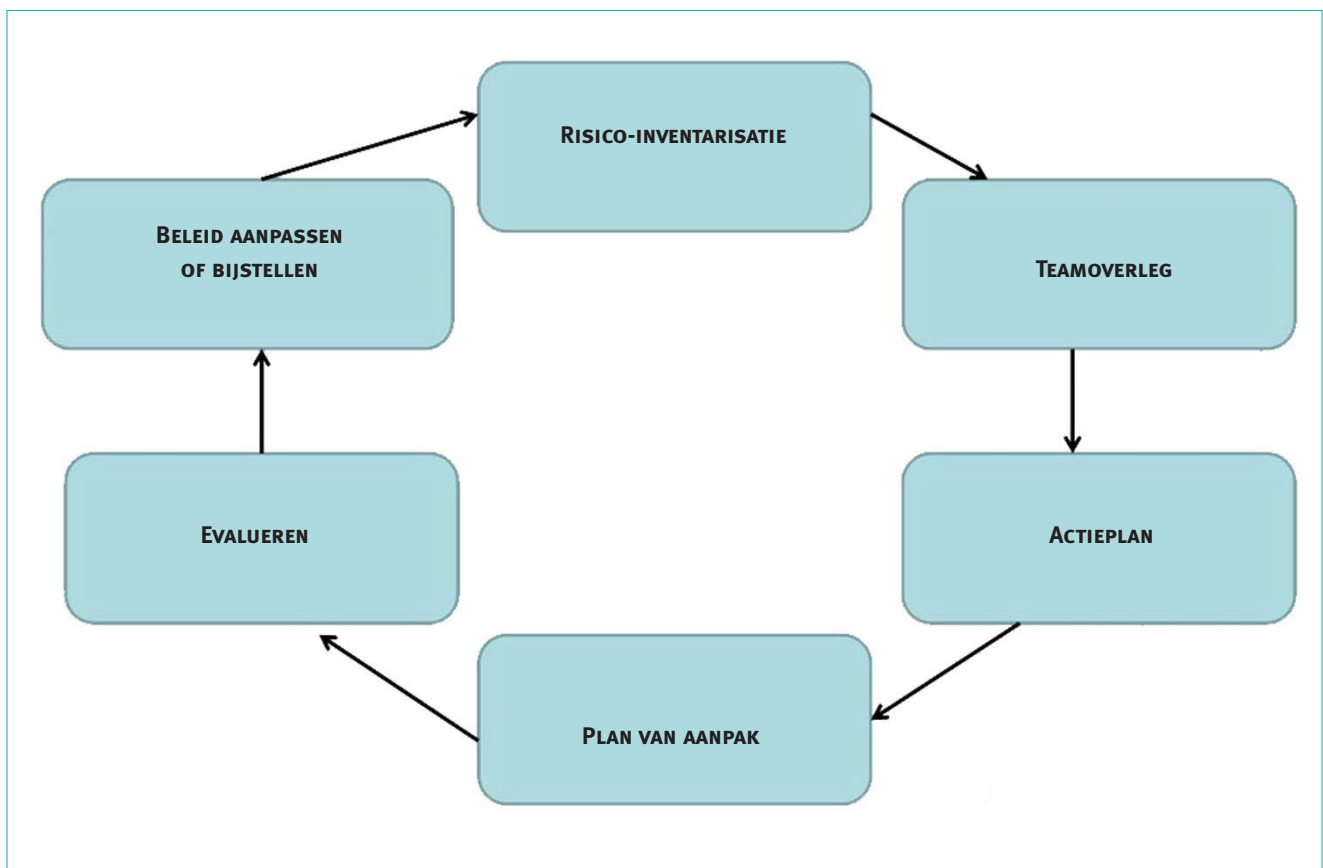 Risico-inventarisatie
Teamoverleg
Actieplan
Plan van aanpak
Evalueren
Beleid aanpassen
of bijstellen